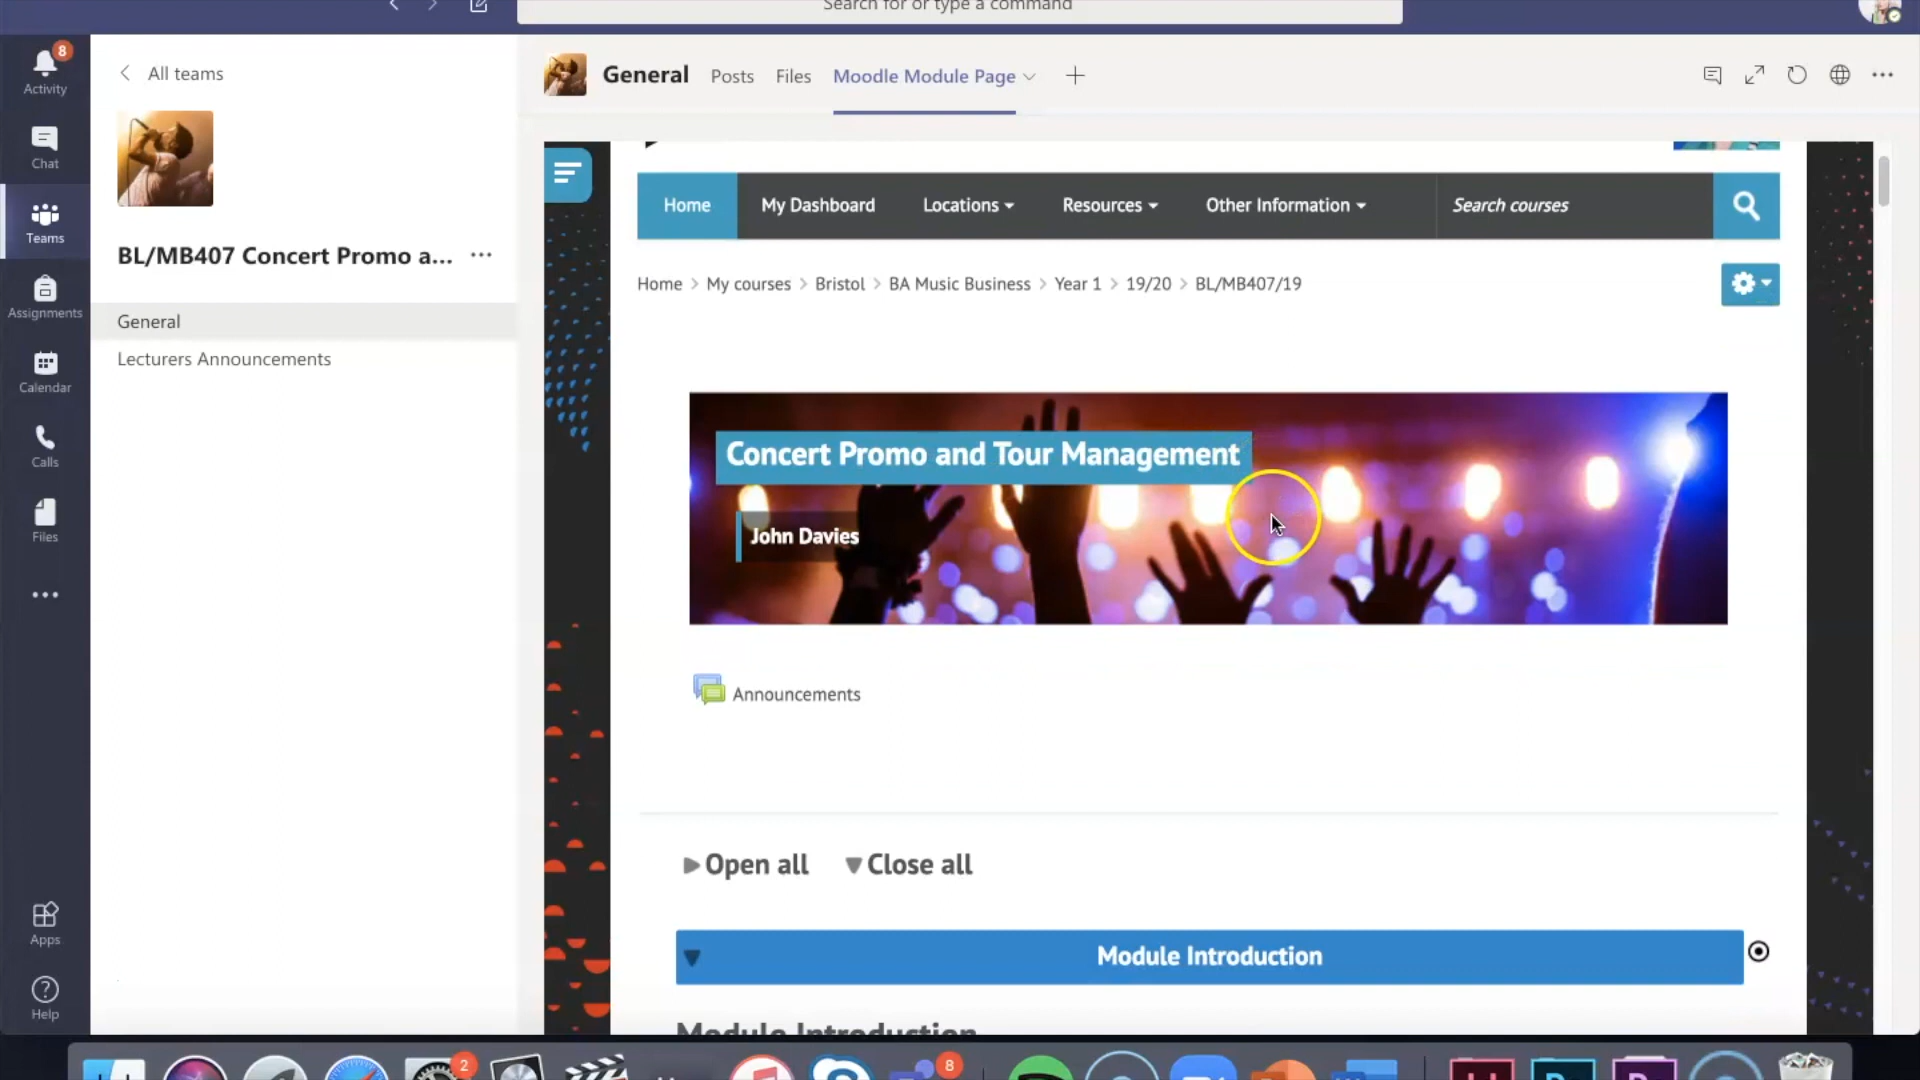 Search for or type a command
8
Activity
Chat
Teams
Assignments
Calendar
Calls
Files
Apps
Help
All teams
BL/MB407 Concert Promo a...
General
Lecturers Announcements
General Posts Files Moodle Module Page
Home My Dashboard Locations Resources Other Information Search courses
Home > My courses > Bristol > BA Music Business > Year 1 > 19/20 > BL/MB407/19
Concert Promo and Tour Management
John Davies
Announcements
Open all Close all
Module Introduction
Module Introduction
2
8